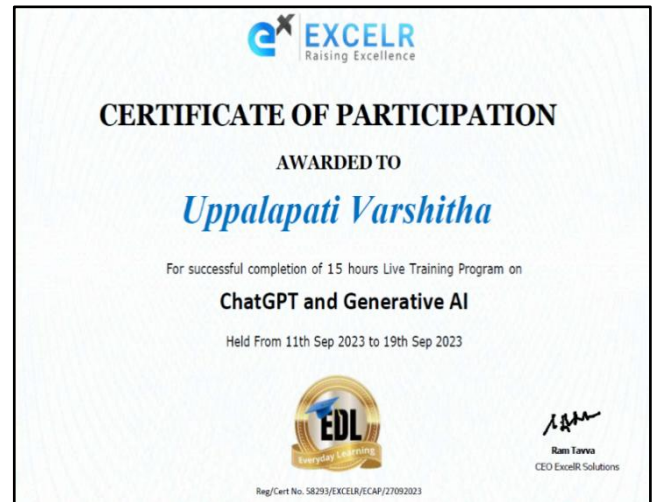 ex EXCELR
Raising Excellence
CERTIFICATE OF PARTICIPATION
AWARDED TO
Uppalapati Varshitha
For successful completion of 15 hours Live Training Program on
ChatGPT and Generative AI
Held From 11th Sep 2023 to 19th Sep 2023
EDL
Everyday Learning
Ram Tavva
CEO ExcelR Solutions
Reg/Cert No. 58293/EXCELR/ECAP/27092023